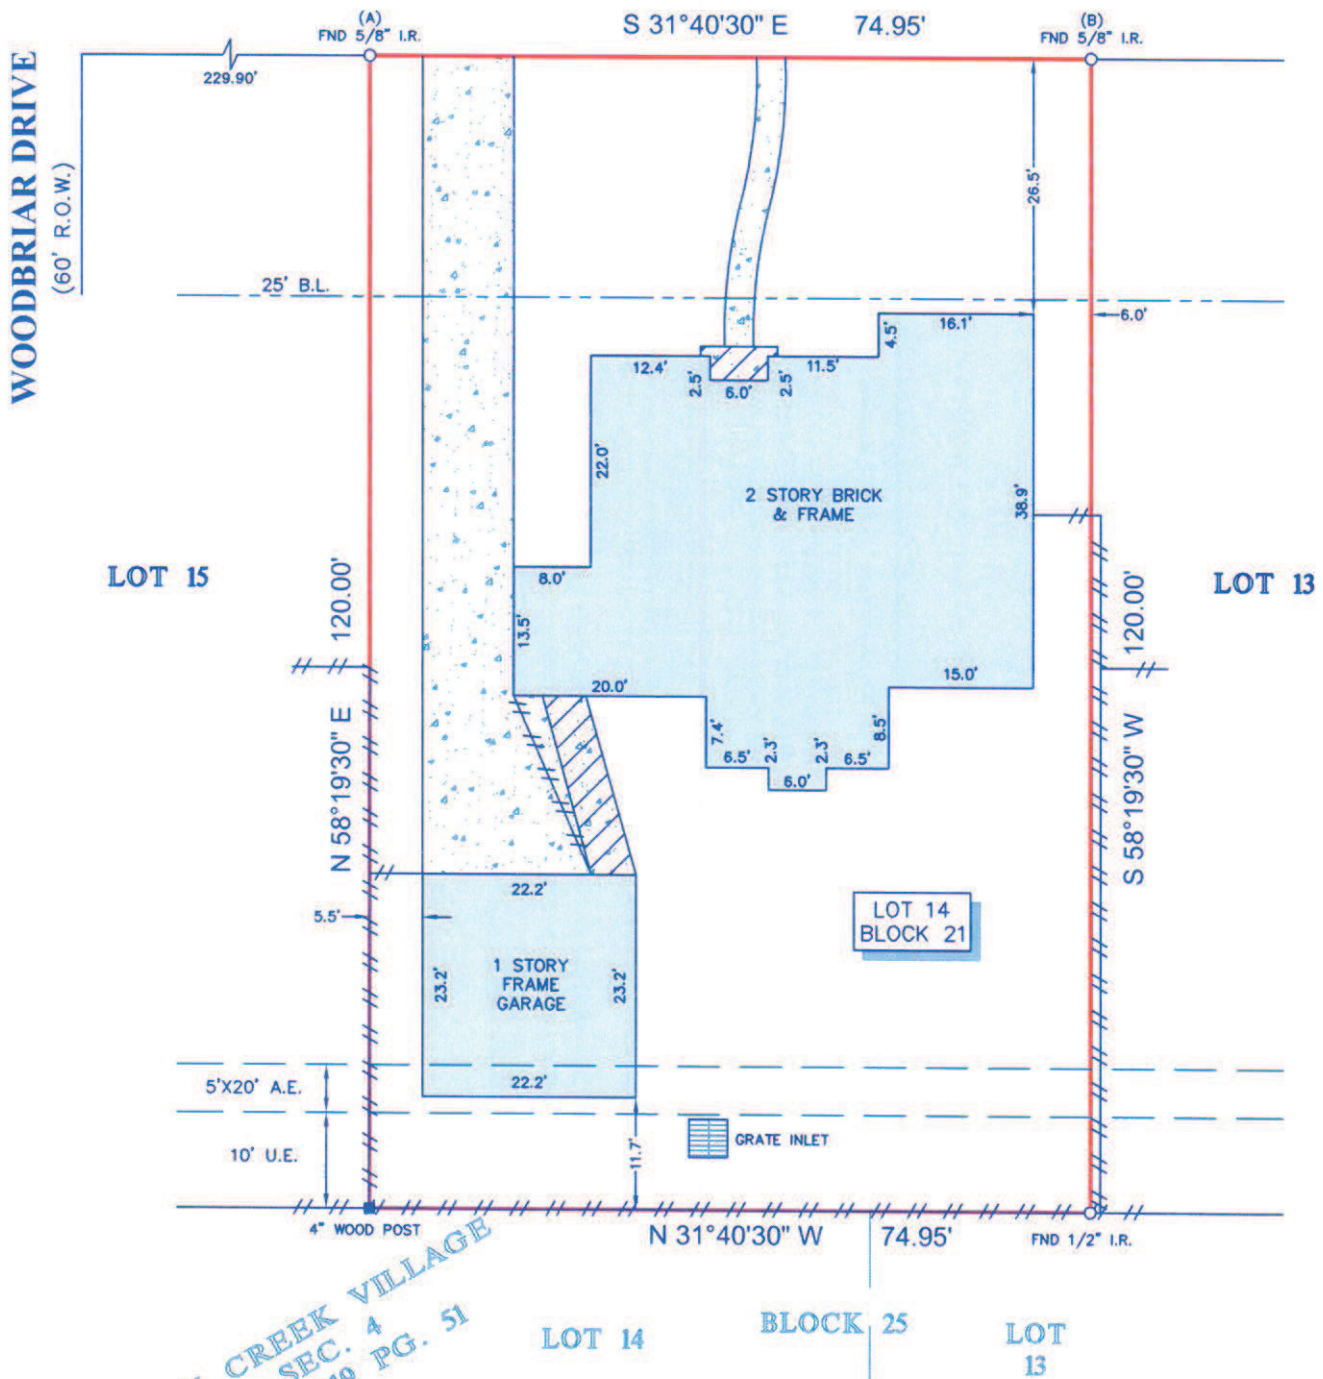 (A)
FND 5/8" I.R.
S 31°40'30" E 74.95'
(B)
FND 5/8" I.R.
229.90'
WOODBRIAR DRIVE
(60' R.O.W.)
26.5'
25' B.L.
6.0'
16.1'
4.5'
12.4'
2.5'
6.0'
2.5'
11.5'
22.0'
2 STORY BRICK
& FRAME
38.9'
LOT 15
120.00'
8.0'
13.5'
120.00'
LOT 13
20.0'
15.0'
N 58°19'30" E
7.4'
6.5'
2.3'
6.0'
2.3'
6.5'
8.5'
S 58°19'30" W
22.2'
5.5'
LOT 14
BLOCK 21
23.2'
1 STORY
FRAME
GARAGE
23.2'
5'X20' A.E.
22.2'
10' U.E.
11.7'
GRATE INLET
4" WOOD POST
N 31°40'30" W 74.95'
FND 1/2" I.R.
CREEK VILLAGE
SEC. 4
PG. 51
LOT 14
BLOCK 25
LOT
13